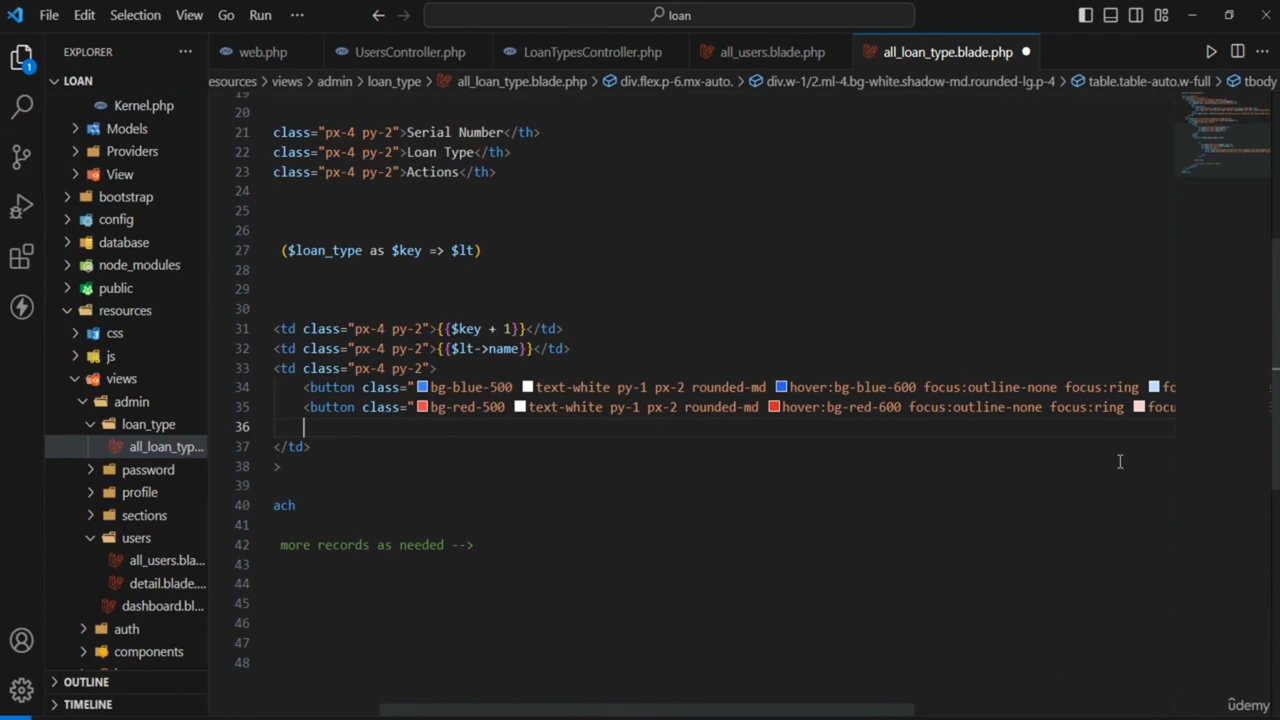 File Edit Selection View Go Run ··· loan
EXPLORER ··· web.php UsersController.php LoanTypesController.php all_users.blade.php all_loan_type.blade.php
LOAN
esources > views > admin > loan_type > all_loan_type.blade.php > div.flex.p-6.mx-auto. > div.w-1/2.ml-4.bg-white.shadow-md.rounded-lg.p-4 > table.table-auto.w-full > tbody
Kernel.php
Models
Providers
View
bootstrap
config
database
node_modules
public
resources
css
js
views
admin
loan_type
all_loan_typ...
password
profile
sections
users
all_users.bla...
detail.blade....
dashboard.bl...
auth
components
OUTLINE
TIMELINE
1
19
20
21 class="px-4 py-2">Serial Number</th>
22 class="px-4 py-2">Loan Type</th>
23 class="px-4 py-2">Actions</th>
24
25
26
27 ($loan_type as $key => $lt)
28
29
30
31 <td class="px-4 py-2">{{$key + 1}}</td>
32 <td class="px-4 py-2">{{$lt->name}}</td>
33 <td class="px-4 py-2">
34 <button class="bg-blue-500 text-white py-1 px-2 rounded-md hover:bg-blue-600 focus:outline-none focus:ring fo
35 <button class="bg-red-500 text-white py-1 px-2 rounded-md hover:bg-red-600 focus:outline-none focus:ring focu
36
37 </td>
38 >
39
40 ach
41
42 more records as needed -->
43
44
45
46
47
48
ûdemy